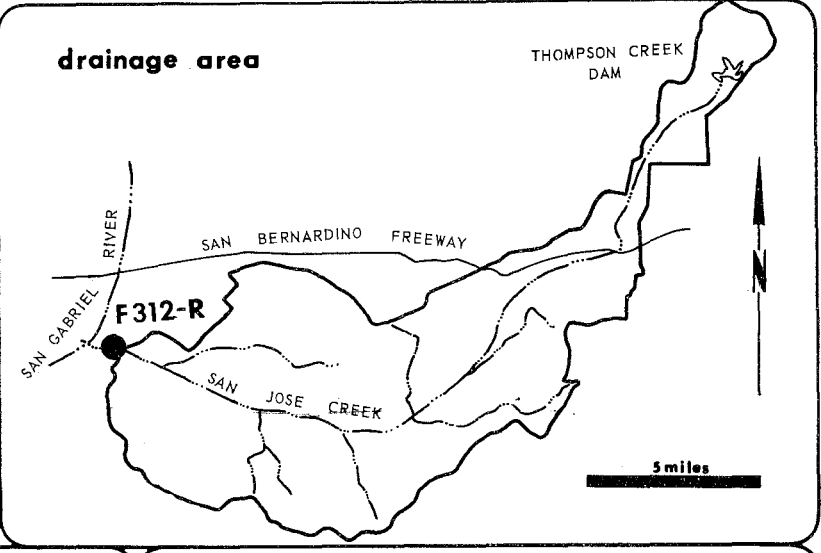 drainage area
THOMPSON CREEK
DAM
SAN BERNARDINO FREEWAY
SAN GABRIEL RIVER
F312-R
SAN JOSE CREEK
N
5 miles